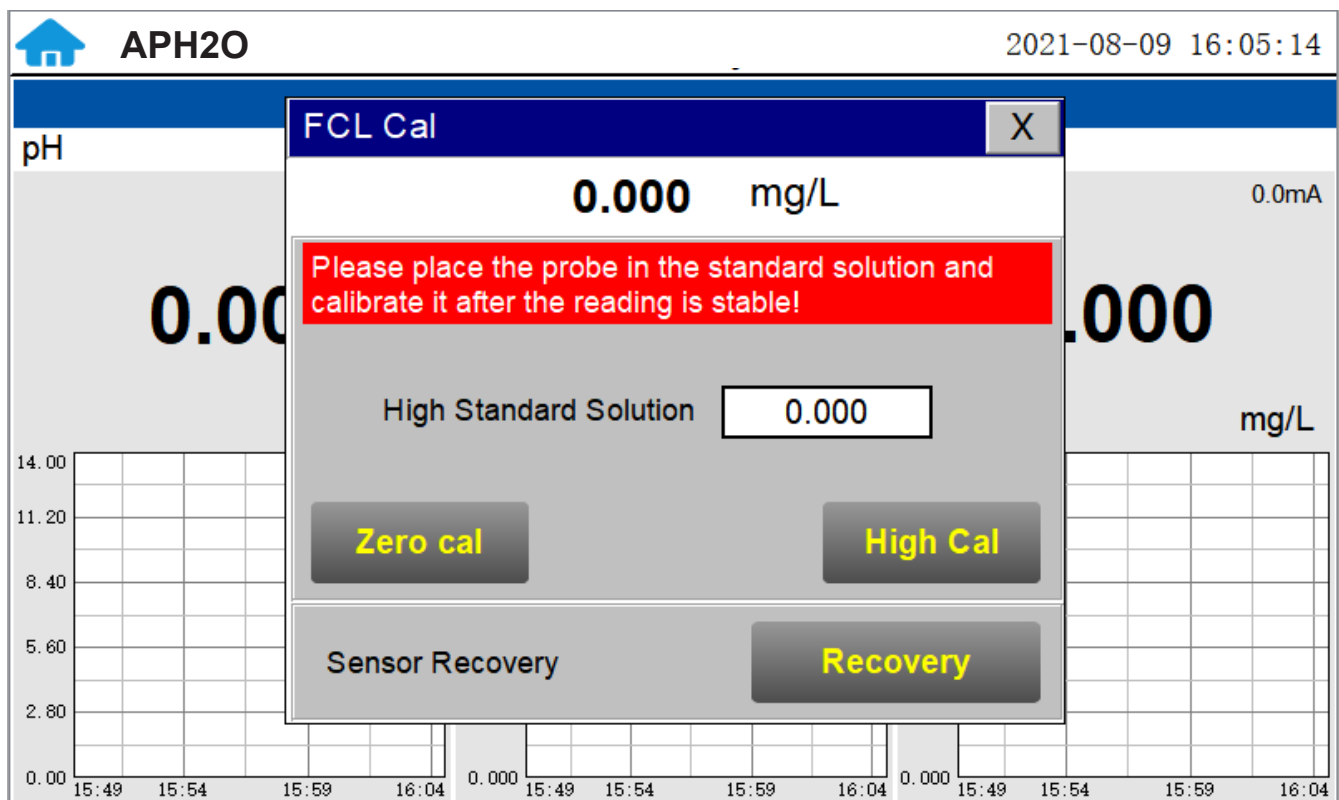 APH2O
2021-08-09 16:05:14
FCL Cal
X
pH
0.000 mg/L
0.0mA
Please place the probe in the standard solution and
calibrate it after the reading is stable!
0.00
.000
High Standard Solution 0.000
mg/L
14.00
11.20
8.40
5.60
2.80
0.00
Zero cal
High Cal
Sensor Recovery
Recovery
0.000
0.000
15:49 15:54 15:59 16:04
15:49 15:54 15:59 16:04
15:49 15:54 15:59 16:04